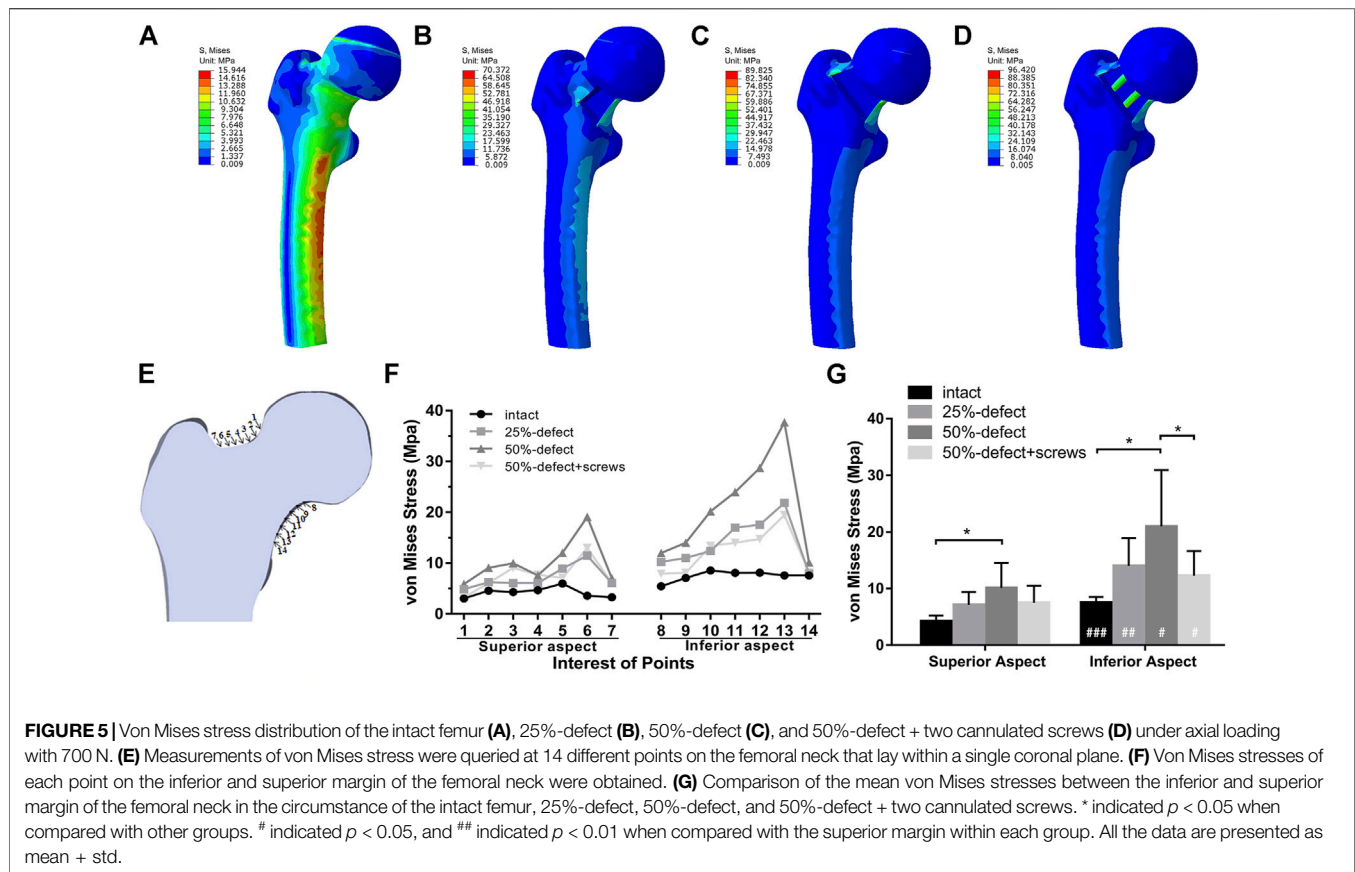 A
B
C
D
S, Mises
Unit: MPa
15.944
14.616
13.288
11.960
10.632
9.304
7.976
6.648
5.321
3.993
2.665
1.337
0.009
S, Mises
Unit: MPa
70.372
64.508
58.645
52.781
46.918
41.054
35.190
29.327
23.463
17.599
11.736
5.872
0.009
S, Mises
Unit: MPa
89.825
82.340
74.855
67.371
59.886
52.401
44.917
37.432
29.947
22.463
14.978
7.493
0.009
S, Mises
Unit: MPa
96.420
88.385
80.351
72.316
64.282
56.247
48.213
40.178
32.143
24.109
16.074
8.040
0.005
E
7 6 5 4 3 2 1
8
9
10
11
12
13
14
F
von Mises Stress (Mpa)
40
30
20
10
0
intact
25%-defect
50%-defect
50%-defect+screws
1 2 3 4 5 6 7 8 9 10 11 12 13 14
Superior aspect Inferior aspect
Interest of Points
G
intact
25%-defect
50%-defect
50%-defect+screws
von Mises Stress (Mpa)
40
30
20
10
0
*
*
*
### ## # #
Superior Aspect Inferior Aspect
FIGURE 5 | Von Mises stress distribution of the intact femur (A), 25%-defect (B), 50%-defect (C), and 50%-defect + two cannulated screws (D) under axial loading
with 700 N. (E) Measurements of von Mises stress were queried at 14 different points on the femoral neck that lay within a single coronal plane. (F) Von Mises stresses of
each point on the inferior and superior margin of the femoral neck were obtained. (G) Comparison of the mean von Mises stresses between the inferior and superior
margin of the femoral neck in the circumstance of the intact femur, 25%-defect, 50%-defect, and 50%-defect + two cannulated screws. * indicated p < 0.05 when
compared with other groups. # indicated p < 0.05, and ## indicated p < 0.01 when compared with the superior margin within each group. All the data are presented as
mean + std.